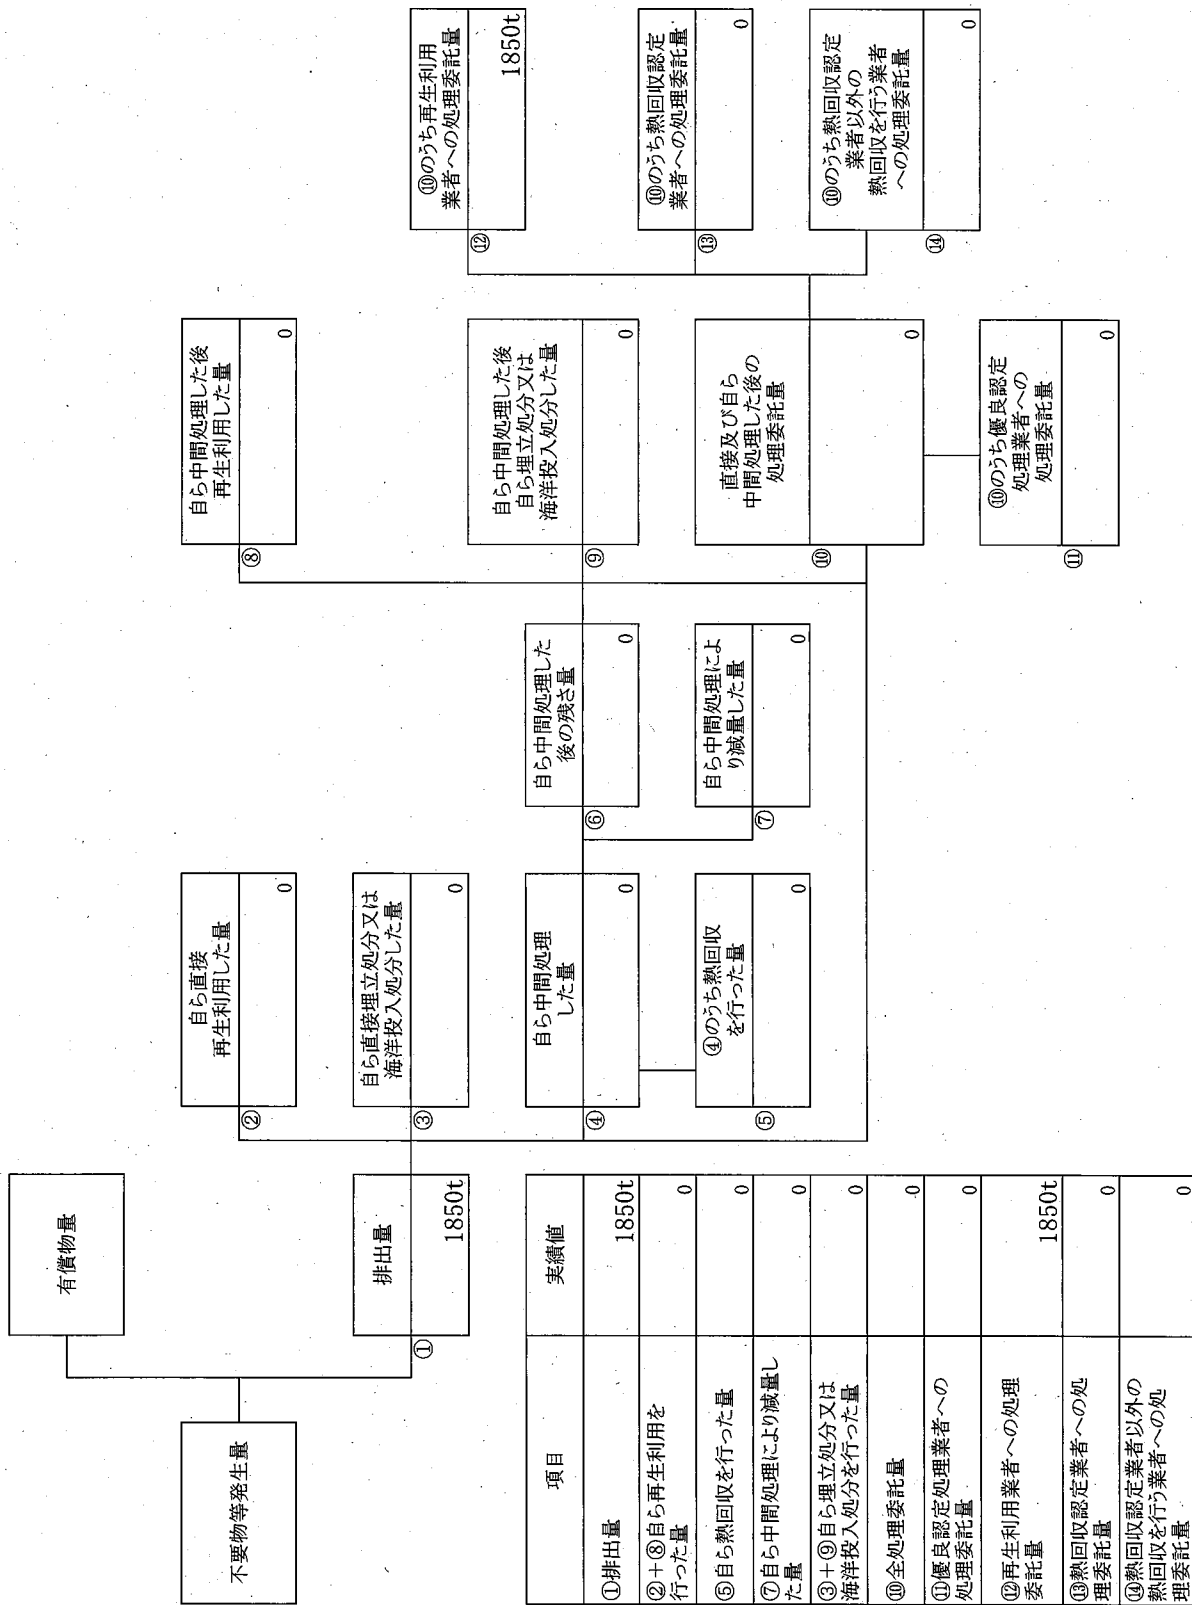 不要物等発生量
有償物量
①
排出量
1850t
②
自ら直接
再生利用した量
0
③
自ら直接埋立処分又は
海洋投入処分した量
0
④
自ら中間処理
した量
0
⑤
④のうち熱回収
を行った量
0
⑥
自ら中間処理した
後の残さ量
0
⑦
自ら中間処理によ
り減量した量
0
⑧
自ら中間処理した後
再生利用した量
0
⑨
自ら中間処理した後
自ら埋立処分又は
海洋投入処分した量
0
⑩
直接及び自ら
中間処理した後の
処理委託量
0
⑪
⑩のうち優良認定
処理業者への
処理委託量
0
⑫
⑩のうち再生利用
業者への処理委託量
1850t
⑬
⑩のうち熱回収認定
業者への処理委託量
0
⑭
⑩のうち熱回収認定
業者以外の
熱回収を行う業者
への処理委託量
0
項目 実績値
①排出量 1850t
②+⑧自ら再生利用を
行った量 0
⑤自ら熱回収を行った量 0
⑦自ら中間処理により減量し
た量 0
③+⑨自ら埋立処分又は
海洋投入処分を行った量 0
⑩全処理委託量 0
⑪優良認定処理業者への
処理委託量 0
⑫再生利用業者への処理
委託量 1850t
⑬熱回収認定業者への処
理委託量 0
⑭熱回収認定業者以外の
熱回収を行う業者への処
理委託量 0